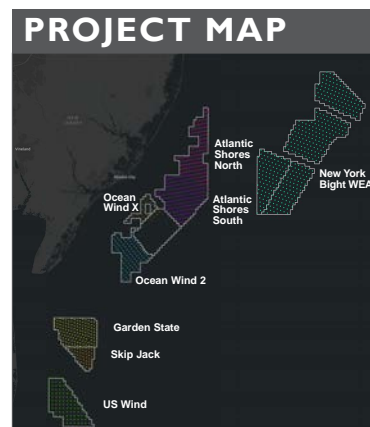 PROJECT MAP
Atlantic
Shores
North
New York
Bight WEA
Ocean
Wind X
Atlantic
Shores
South
Ocean Wind 2
Garden State
Skip Jack
US Wind